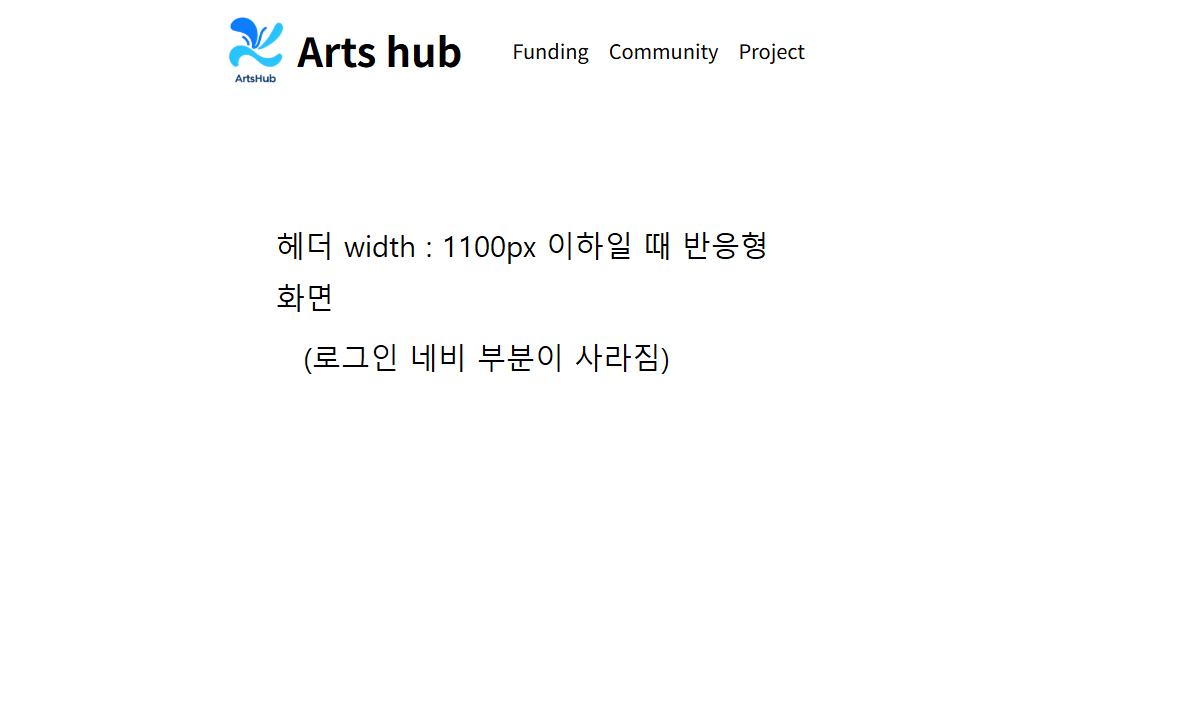 Arts hub Funding Community Project
ArtsHub
헤더 width : 1100px 이하일 때 반응형
화면
(로그인 네비 부분이 사라짐)